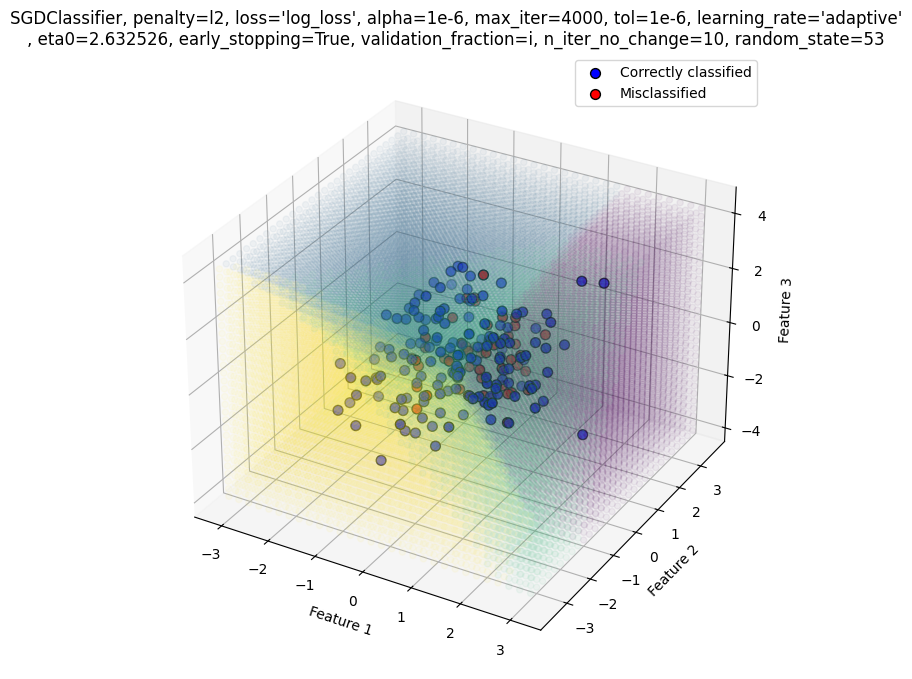 SGDClassifier, penalty=l2, loss='log_loss', alpha=1e-6, max_iter=4000, tol=1e-6, learning_rate='adaptive'
, eta0=2.632526, early_stopping=True, validation_fraction=i, n_iter_no_change=10, random_state=53
Correctly classified
Misclassified
4
2
0
−2
−4
Feature 3
3
2
1
0
−1
−2
−3
Feature 2
−3
−2
−1
0
1
2
3
Feature 1